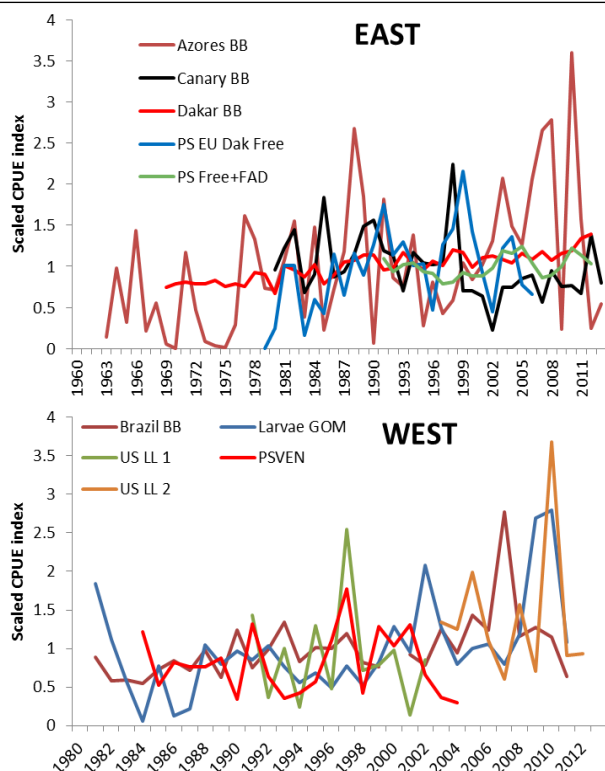 EAST
Azores BB
Canary BB
Dakar BB
PS EU Dak Free
PS Free+FAD
Scaled CPUE index
4
3.5
3
2.5
2
1.5
1
0.5
0
1960 1963 1966 1969 1972 1975 1978 1981 1984 1987 1990 1993 1996 1999 2002 2005 2008 2011
WEST
Brazil BB Larvae GOM
US LL 1 PSVEN
US LL 2
Scaled CPUE index
4
3.5
3
2.5
2
1.5
1
0.5
0
1980 1982 1984 1986 1988 1990 1992 1994 1996 1998 2000 2002 2004 2006 2008 2010 2012